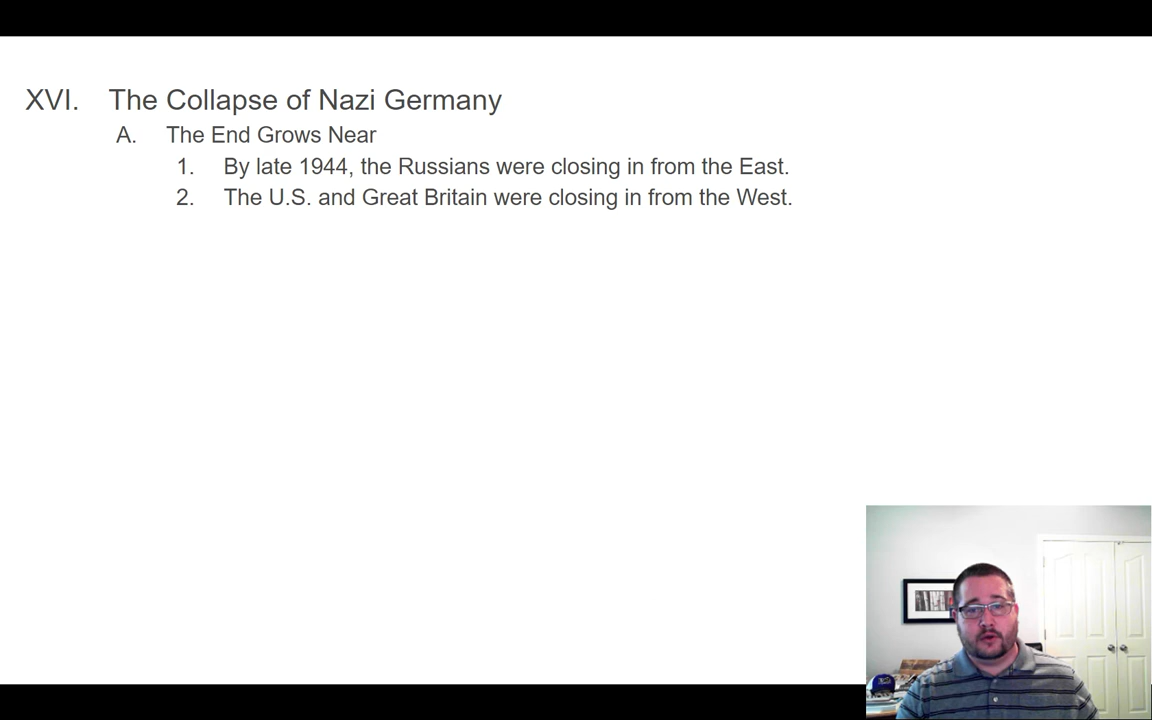 XVI. The Collapse of Nazi Germany
A. The End Grows Near
1. By late 1944, the Russians were closing in from the East.
2. The U.S. and Great Britain were closing in from the West.